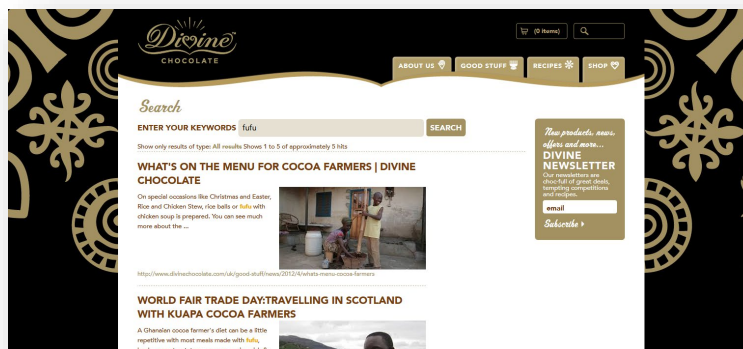 Divine
CHOCOLATE
(0 items)
ABOUT US
GOOD STUFF
RECIPES
SHOP
Search
ENTER YOUR KEYWORDS
fufu
SEARCH
Show only results of type: All results Shows 1 to 5 of approximately 5 hits
WHAT'S ON THE MENU FOR COCOA FARMERS | DIVINE
CHOCOLATE
On special occasions like Christmas and Easter,
Rice and Chicken Stew, rice balls or fufu with
chicken soup is prepared. You can see much
more about the ...
http://www.divinechocolate.com/uk/good-stuff/news/2012/4/whats-menu-cocoa-farmers
WORLD FAIR TRADE DAY:TRAVELLING IN SCOTLAND
WITH KUAPA COCOA FARMERS
A Ghanaian cocoa farmer's diet can be a little
repetitive with most meals made with fufu,
New products, news,
offers and more...
DIVINE
NEWSLETTER
Our newsletters are
choc-full of great deals,
tempting competitions
and recipes.
email
Subscribe